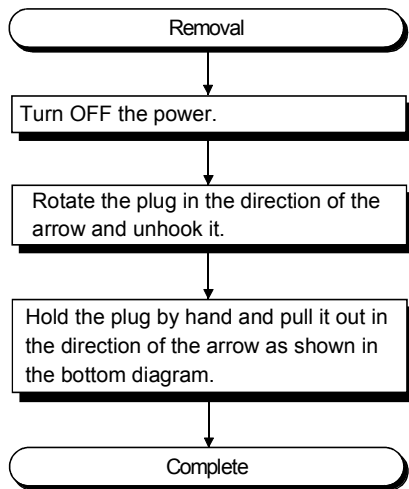 Removal
Turn OFF the power.
Rotate the plug in the direction of the
arrow and unhook it.
Hold the plug by hand and pull it out in
the direction of the arrow as shown in
the bottom diagram.
Complete